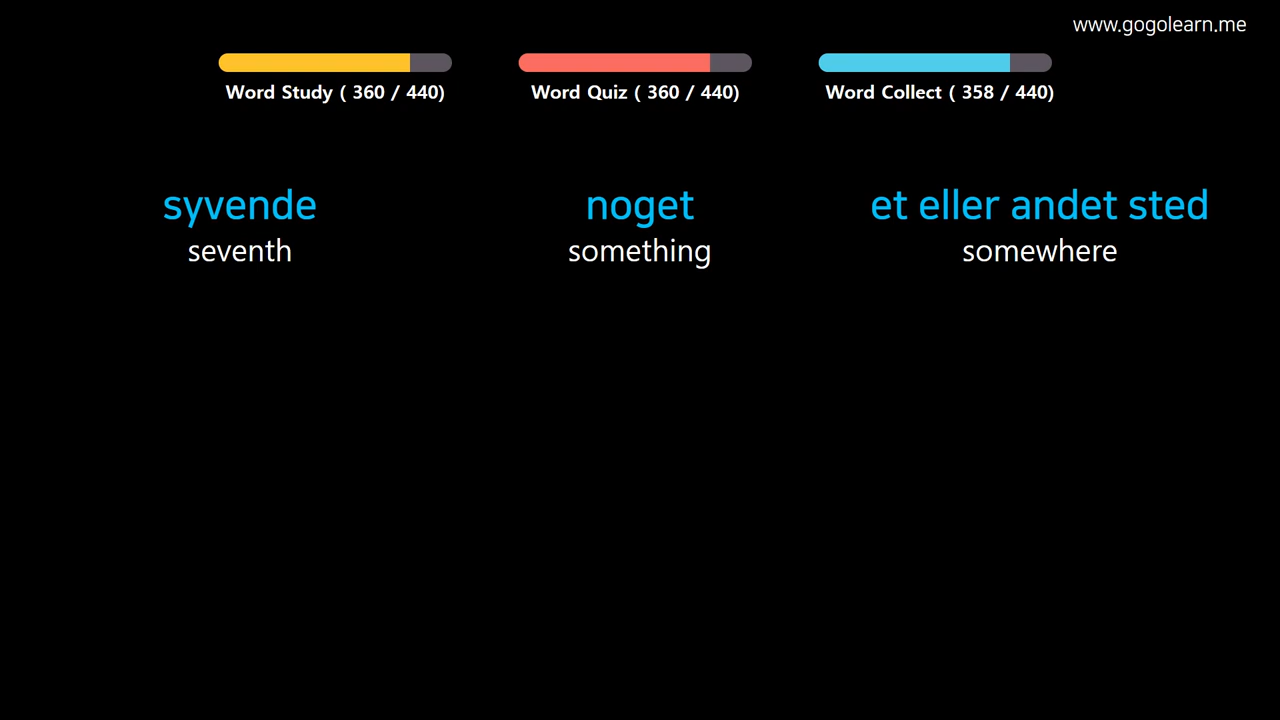 www.gogolearn.me
Word Study ( 360 / 440)
Word Quiz ( 360 / 440)
Word Collect ( 358 / 440)
syvende
seventh
noget
something
et eller andet sted
somewhere